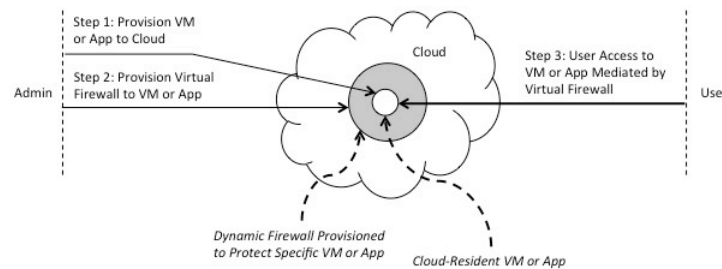 Step 1: Provision VM
or App to Cloud
Cloud
Step 2: Provision Virtual
Firewall to VM or App
Step 3: User Access to
VM or App Mediated by
Virtual Firewall
Admin
Use
Dynamic Firewall Provisioned
to Protect Specific VM or App
Cloud-Resident VM or App